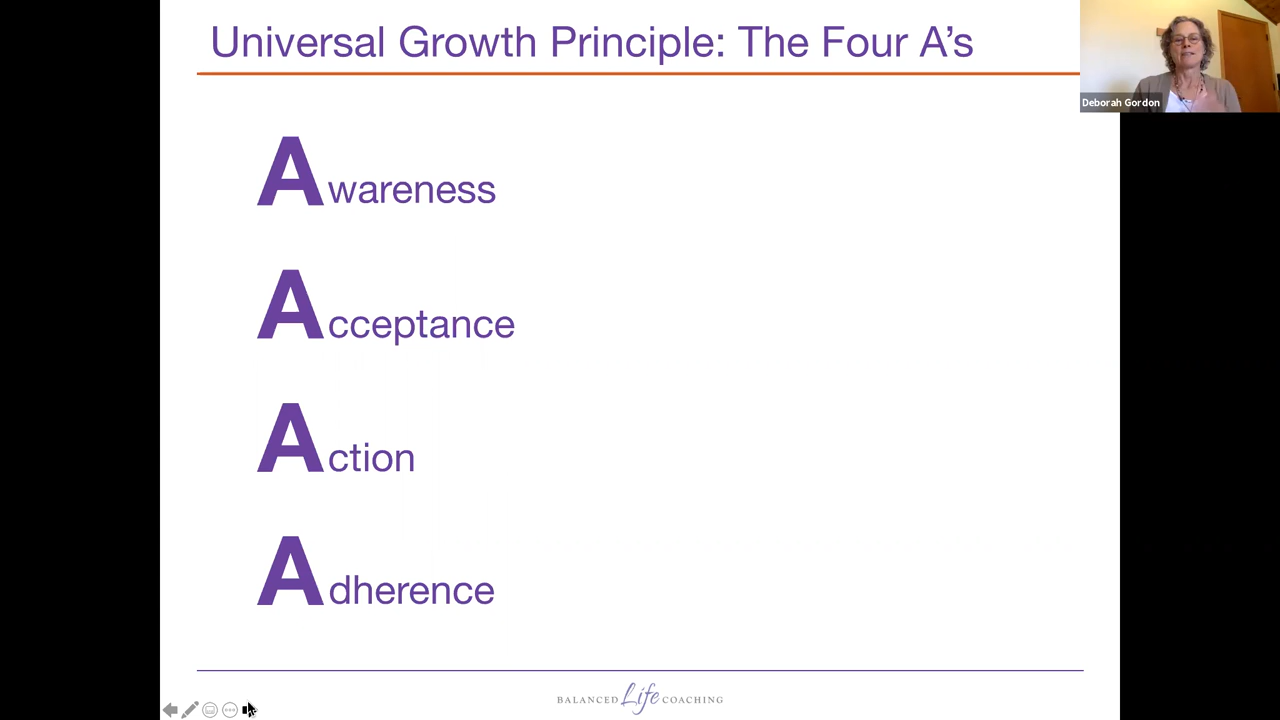 Universal Growth Principle: The Four A’s
Deborah Gordon
Awareness
Acceptance
Action
Adherence
BALANCED Life COACHING